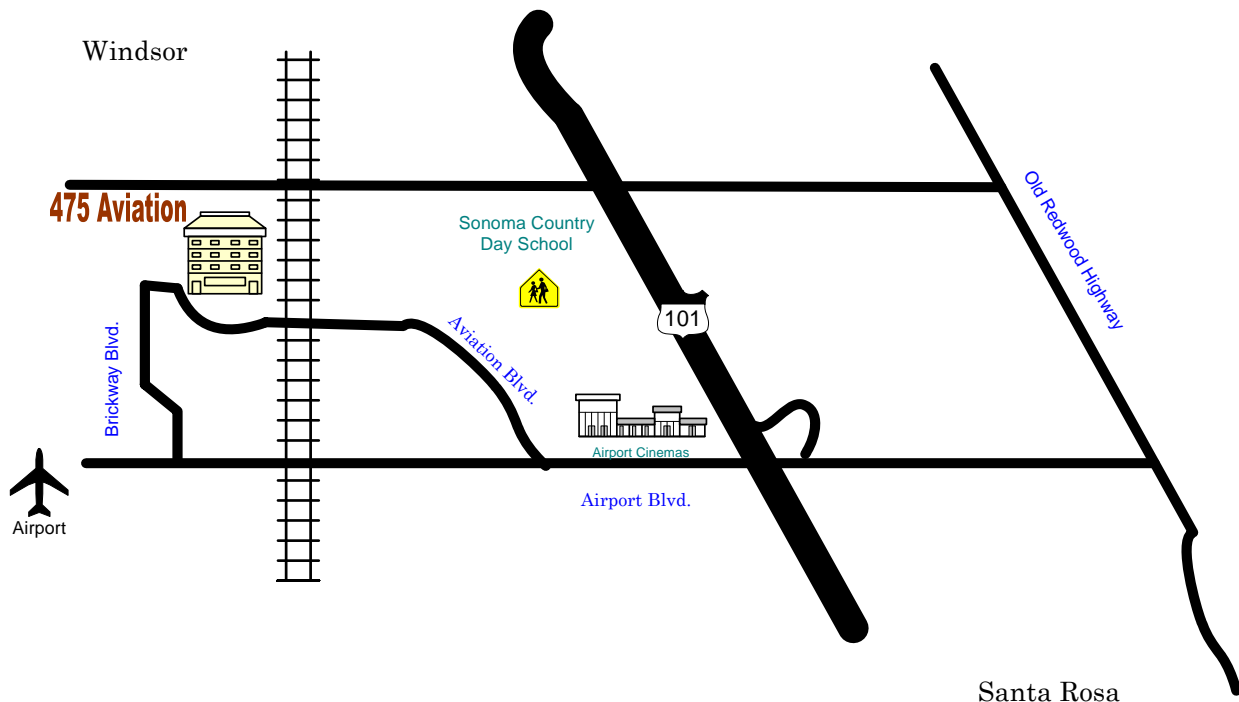 Windsor
475 Aviation
Sonoma Country
Day School
Old Redwood Highway
101
Aviation Blvd.
Brickway Blvd.
Airport Cinemas
Airport Blvd.
Airport
Santa Rosa